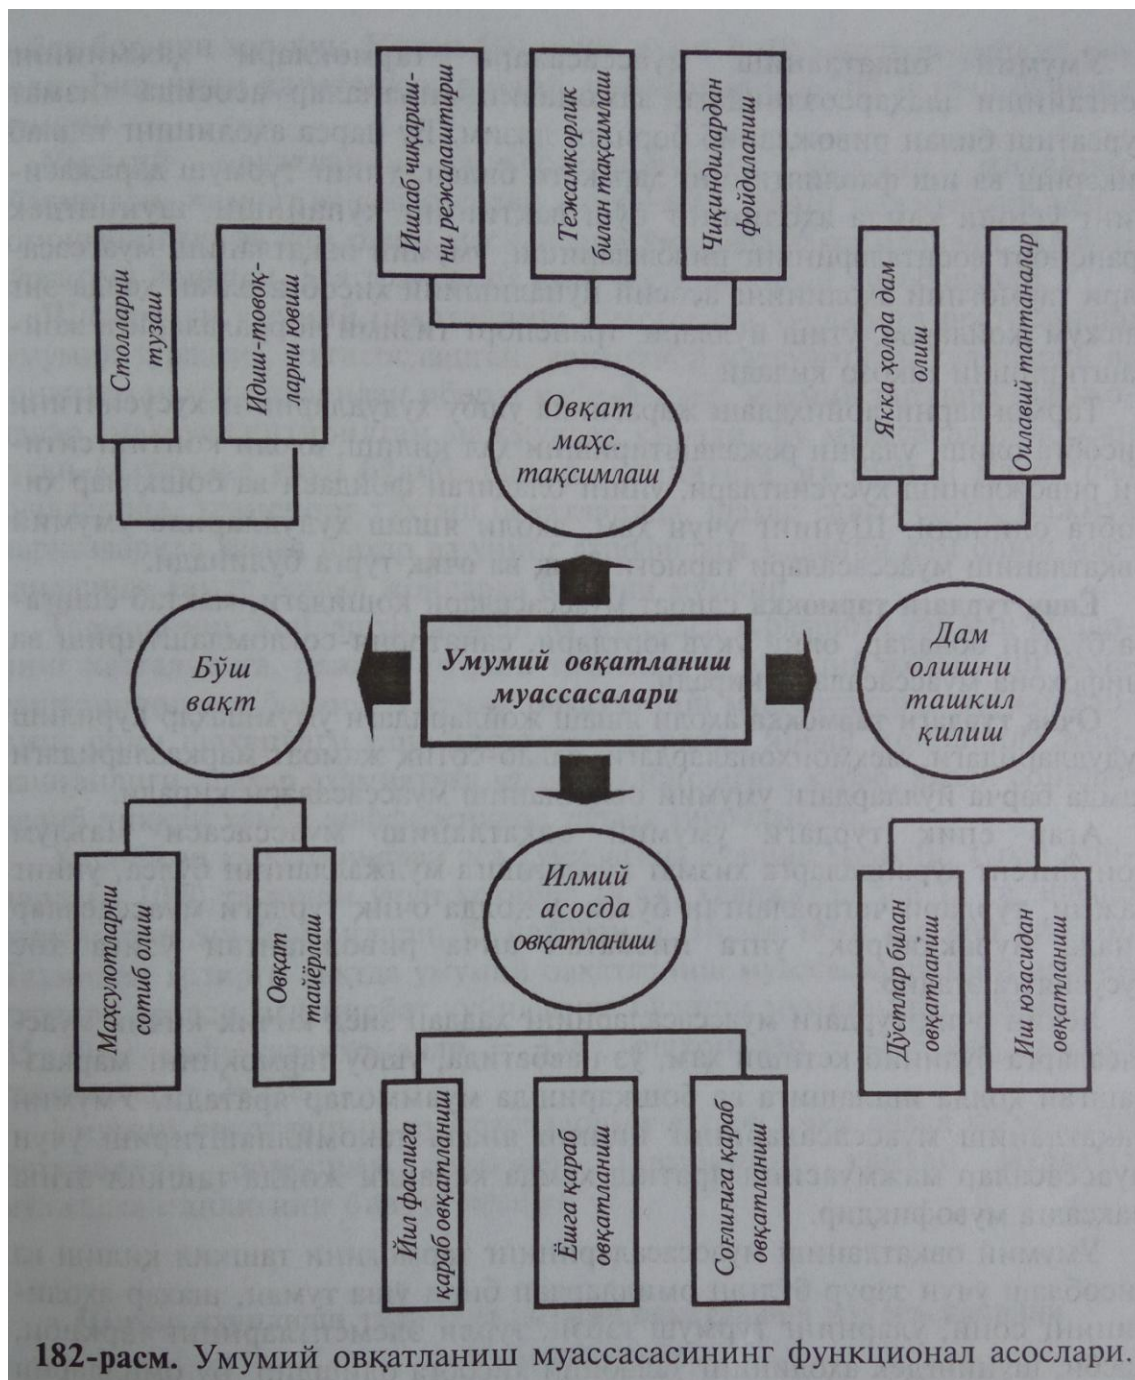 Ишлаб чиқариш-
ни режалаштириш
Тежамкорлик
билан тақсимлаш
Чиқиндилардан
фойдаланиш
Столларни
тузаш
Идиш-товоқ-
ларни ювиш
Якка ҳолда дам
олиш
Оилавий тантаналар
Овқат
махс.
тақсимлаш
Бўш
вақт
Умумий овқатланиш
муассасалари
Дам
олишни
ташкил
қилиш
Илмий
асосда
овқатланиш
Маҳсулотларни
сотиб олиш
Овқат
тайёрлаш
Дўстлар билан
овқатланиш
Иш юзасидан
овқатланиш
Йил фаслига
қараб овқатланиш
Ёшга қараб
овқатланиш
Соғлиғига қараб
овқатланиш
182-расм. Умумий овқатланиш муассасасининг функционал асослари.